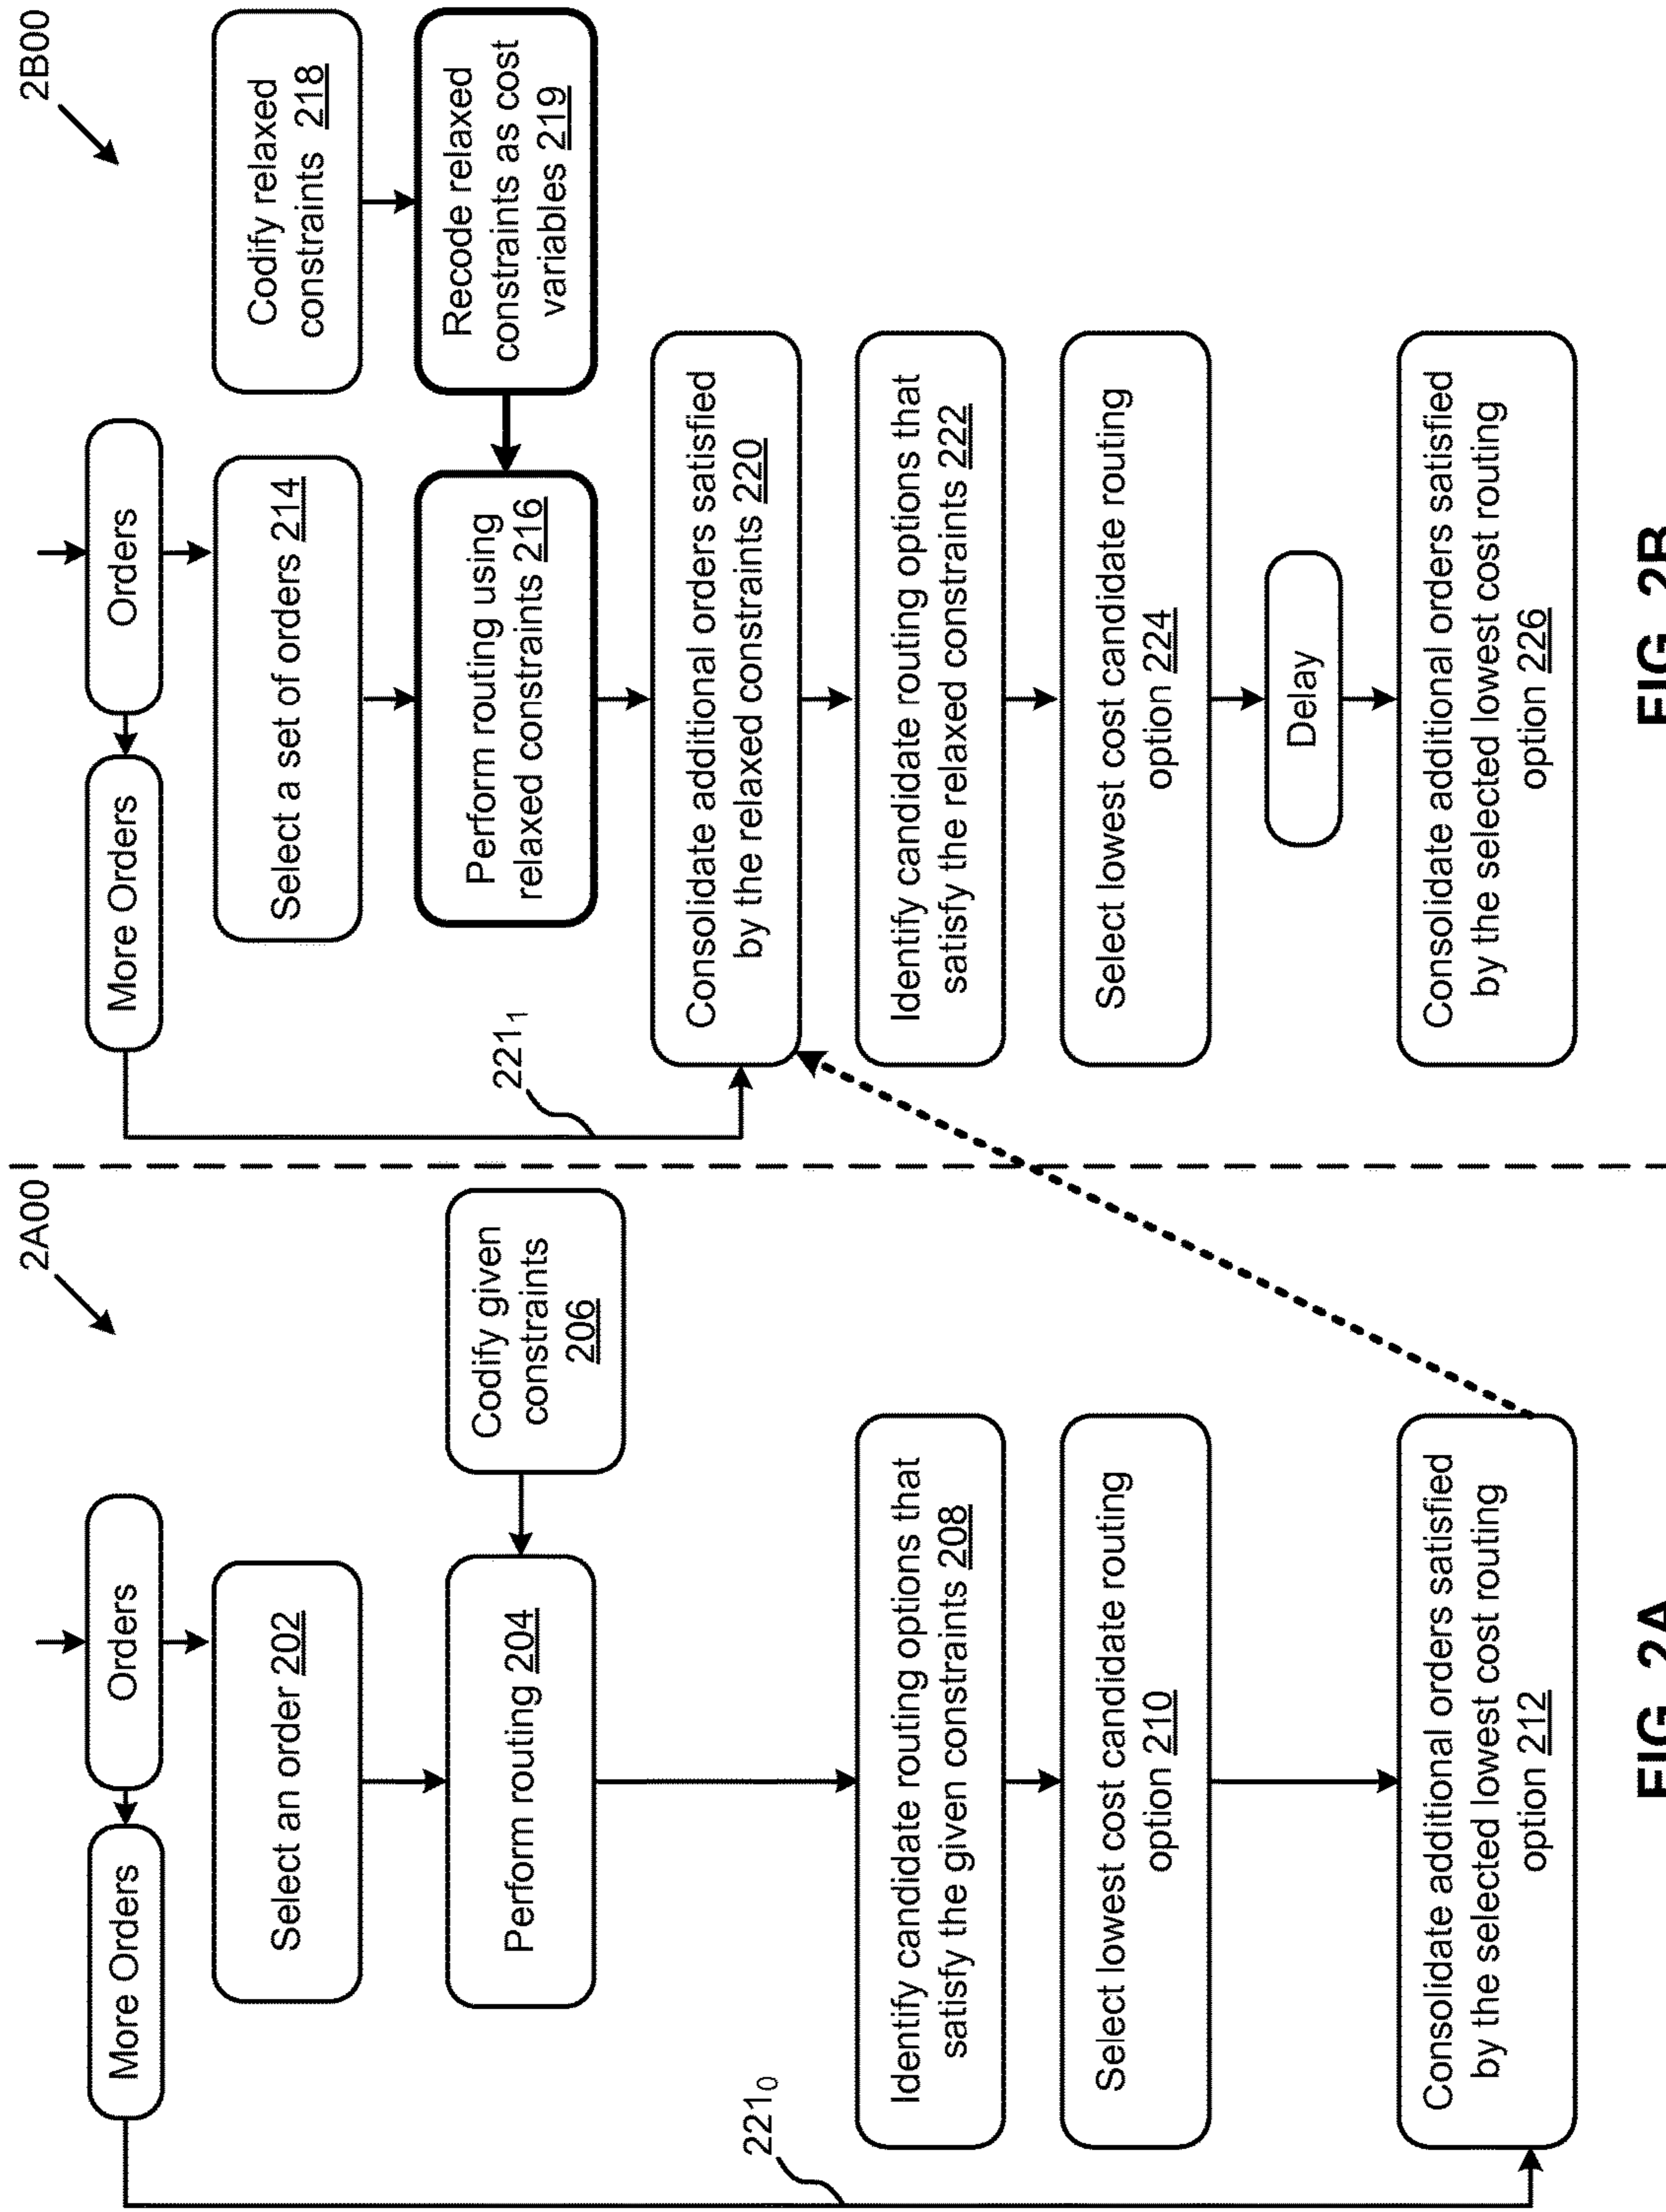 2A00
Orders
More Orders
Select an order 202
Codify given
constraints
206
Perform routing 204
221₀
Identify candidate routing options that
satisfy the given constraints 208
Select lowest cost candidate routing
option 210
Consolidate additional orders satisfied
by the selected lowest cost routing
option 212
FIG. 2A
2B00
Orders
More Orders
Codify relaxed
constraints 218
Select a set of orders 214
Recode relaxed
constraints as cost
variables 219
Perform routing using
relaxed constraints 216
221₁
Consolidate additional orders satisfied
by the relaxed constraints 220
Identify candidate routing options that
satisfy the relaxed constraints 222
Select lowest cost candidate routing
option 224
Delay
Consolidate additional orders satisfied
by the selected lowest cost routing
option 226
FIG. 2B